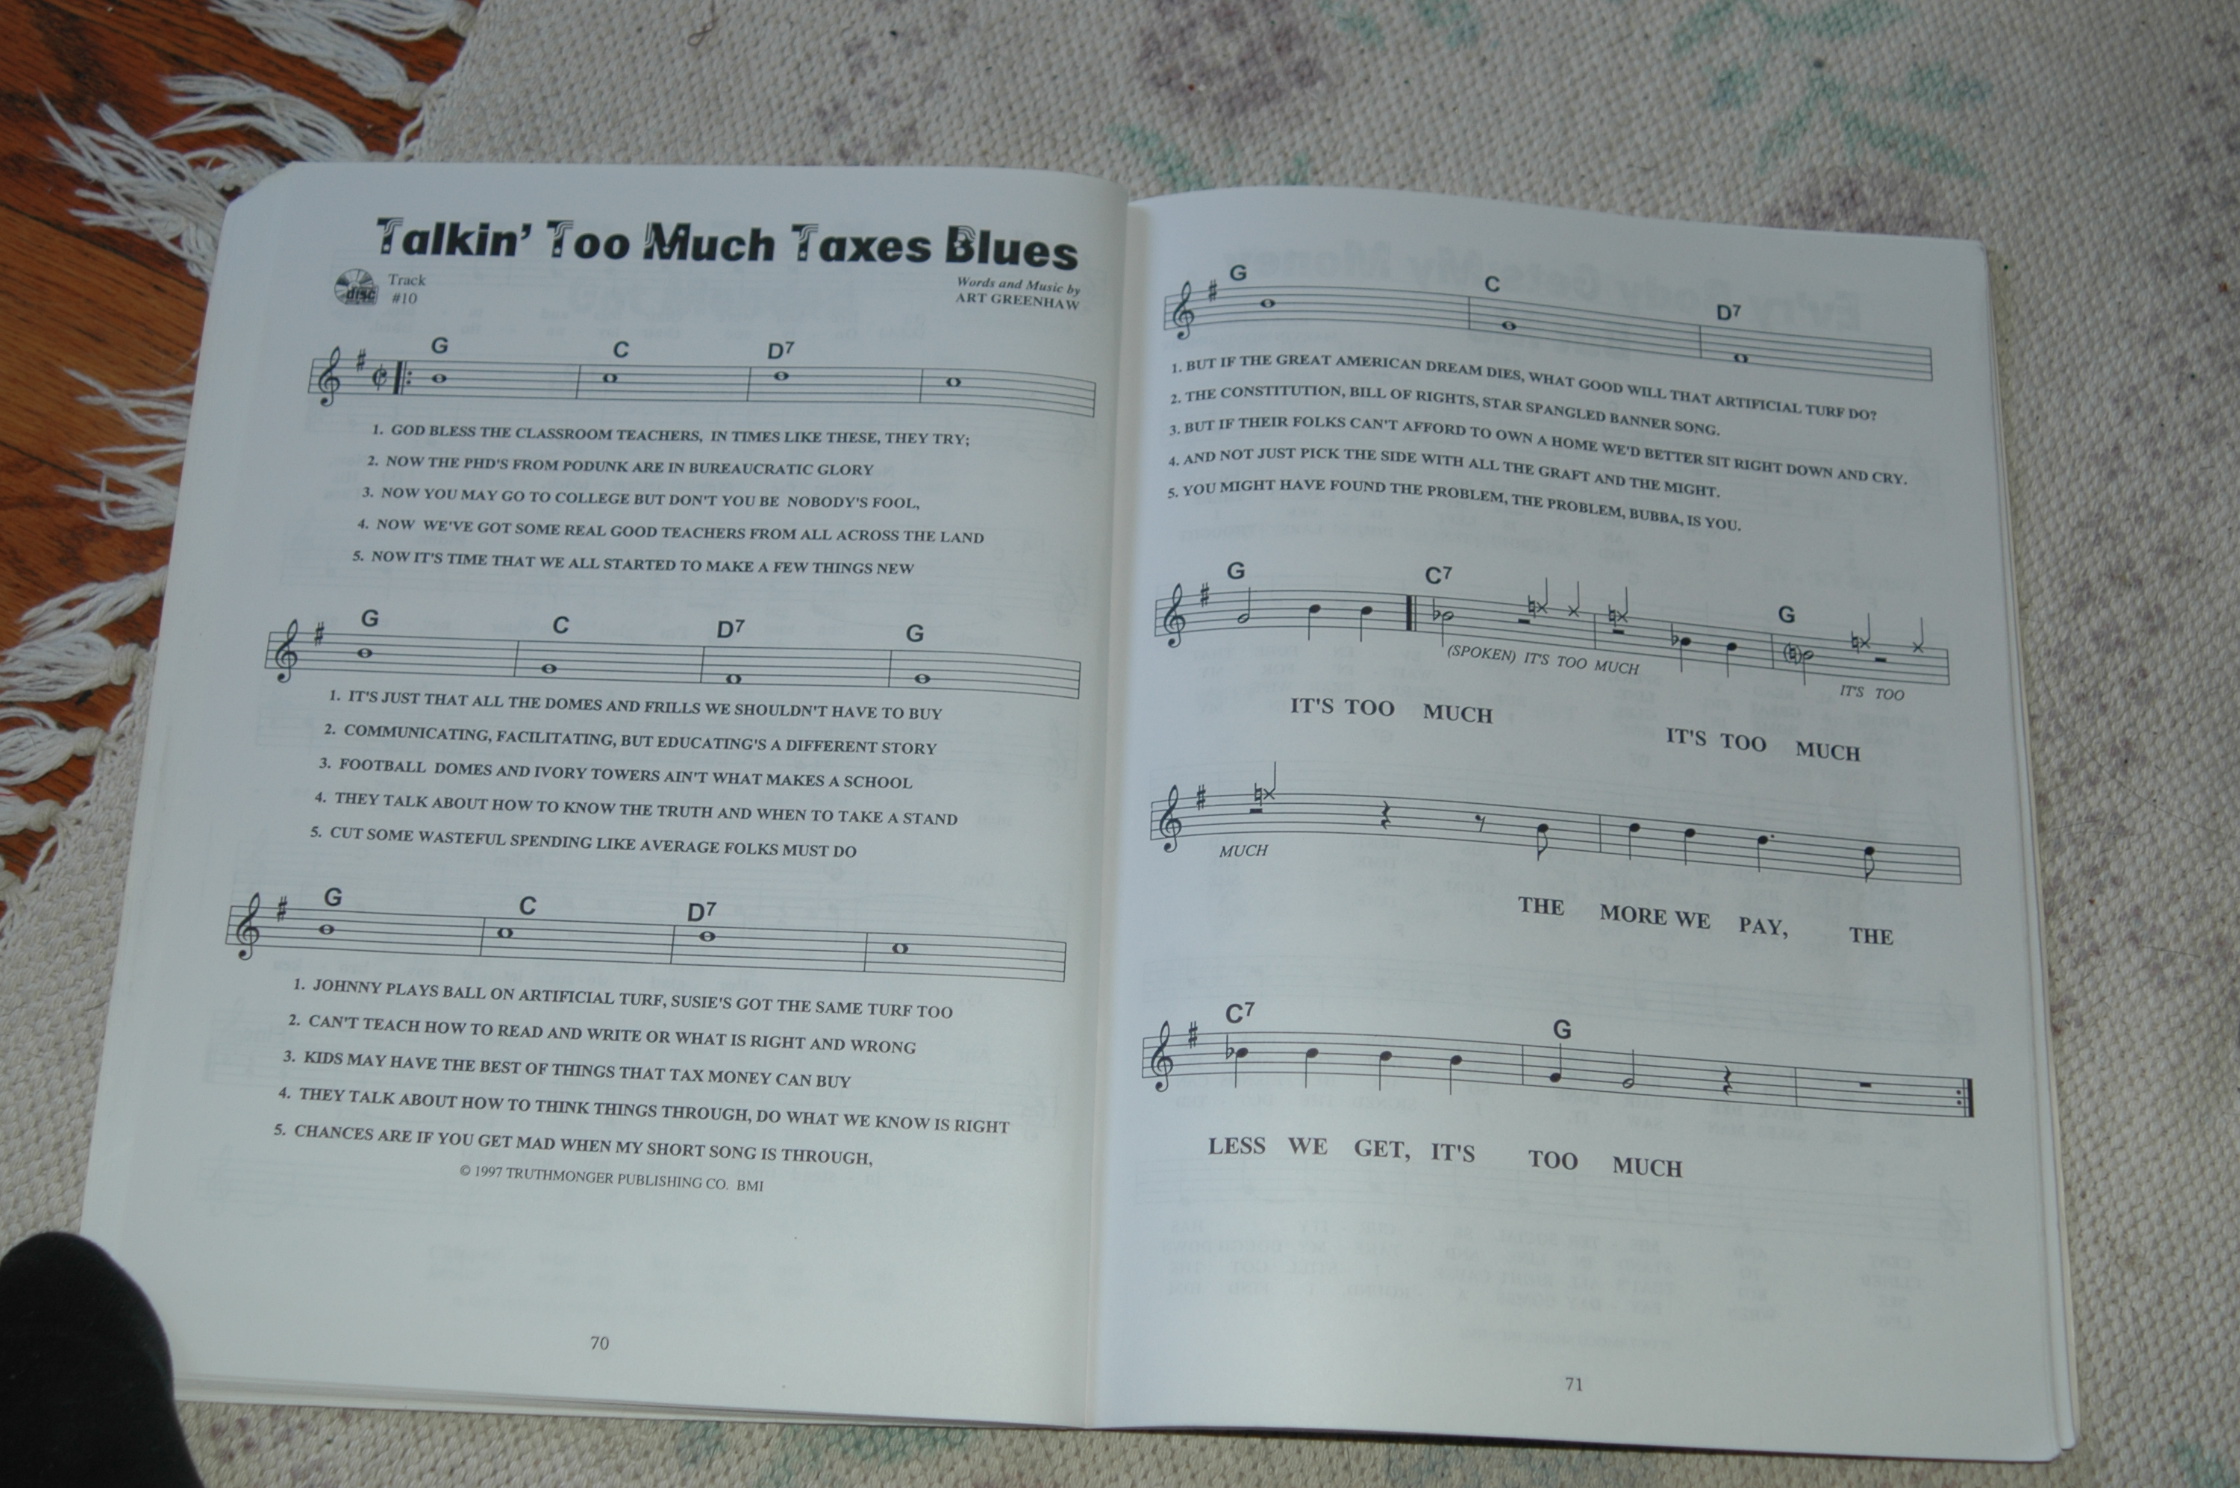 Talkin' Too Much Taxes Blues
disc
Track
#10
Words and Music by
ART GREENHAW
G C D7
1. GOD BLESS THE CLASSROOM TEACHERS, IN TIMES LIKE THESE, THEY TRY;
2. NOW THE PHD'S FROM PODUNK ARE IN BUREAUCRATIC GLORY
3. NOW YOU MAY GO TO COLLEGE BUT DON'T YOU BE NOBODY'S FOOL,
4. NOW WE'VE GOT SOME REAL GOOD TEACHERS FROM ALL ACROSS THE LAND
5. NOW IT'S TIME THAT WE ALL STARTED TO MAKE A FEW THINGS NEW
G C D7 G
1. IT'S JUST THAT ALL THE DOMES AND FRILLS WE SHOULDN'T HAVE TO BUY
2. COMMUNICATING, FACILITATING, BUT EDUCATING'S A DIFFERENT STORY
3. FOOTBALL DOMES AND IVORY TOWERS AIN'T WHAT MAKES A SCHOOL
4. THEY TALK ABOUT HOW TO KNOW THE TRUTH AND WHEN TO TAKE A STAND
5. CUT SOME WASTEFUL SPENDING LIKE AVERAGE FOLKS MUST DO
G C D7
1. JOHNNY PLAYS BALL ON ARTIFICIAL TURF, SUSIE'S GOT THE SAME TURF TOO
2. CAN'T TEACH HOW TO READ AND WRITE OR WHAT IS RIGHT AND WRONG
3. KIDS MAY HAVE THE BEST OF THINGS THAT TAX MONEY CAN BUY
4. THEY TALK ABOUT HOW TO THINK THINGS THROUGH, DO WHAT WE KNOW IS RIGHT
5. CHANCES ARE IF YOU GET MAD WHEN MY SHORT SONG IS THROUGH,
© 1997 TRUTHMONGER PUBLISHING CO. BMI
70
G C D7
1. BUT IF THE GREAT AMERICAN DREAM DIES, WHAT GOOD WILL THAT ARTIFICIAL TURF DO?
2. THE CONSTITUTION, BILL OF RIGHTS, STAR SPANGLED BANNER SONG.
3. BUT IF THEIR FOLKS CAN'T AFFORD TO OWN A HOME WE'D BETTER SIT RIGHT DOWN AND CRY.
4. AND NOT JUST PICK THE SIDE WITH ALL THE GRAFT AND THE MIGHT.
5. YOU MIGHT HAVE FOUND THE PROBLEM, THE PROBLEM, BUBBA, IS YOU.
G C7 G
(SPOKEN) IT'S TOO MUCH IT'S TOO
IT'S TOO MUCH IT'S TOO MUCH
MUCH
THE MORE WE PAY, THE
C7 G
LESS WE GET, IT'S TOO MUCH
71